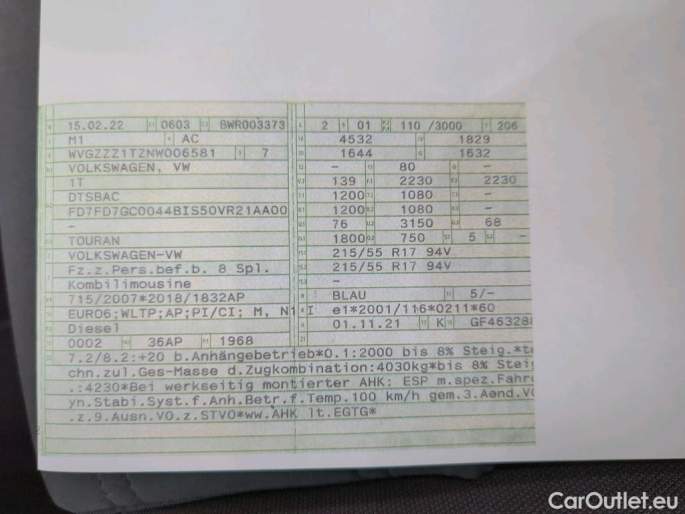 15.02.22 0603 BWR003373
M1 AC
WVGZZZ1TZNW006581 7
VOLKSWAGEN, VW
1T
DTSBAC
FD7FD7GC0044BIS50VR21AA00
-
TOURAN
VOLKSWAGEN-VW
Fz.z.Pers.bef.b. 8 Spl.
Kombilimousine
715/2007*2018/1832AP
EURO6;WLTP;AP;PI/CI; M, N1 I
Diesel
0002 36AP 1968
2 01 110 /3000 206
4532 1829
1644 1632
- 80 -
139 2230 2230
1200 1080 -
1200 1080 -
76 3150 68
1800 750 5 -
215/55 R17 94V
215/55 R17 94V
-
BLAU 5/-
e1*2001/116*0211*60
01.11.21 K GF46328
7.2/8.2:+20 b.Anhängebetrieb*0.1:2000 bis 8% Steig.*te
chn.zul.Ges-Masse d.Zugkombination:4030kg*bis 8% Stei
.:4230*Bei werkseitig montierter AHK: ESP m.spez.Fahr
yn.Stabi.Syst.f.Anh.Betr.f.Temp.100 km/h gem.3.Aend.V
.z.9.Ausn.VO.z.STVO*ww.AHK lt.EGTG*
CarOutlet.eu